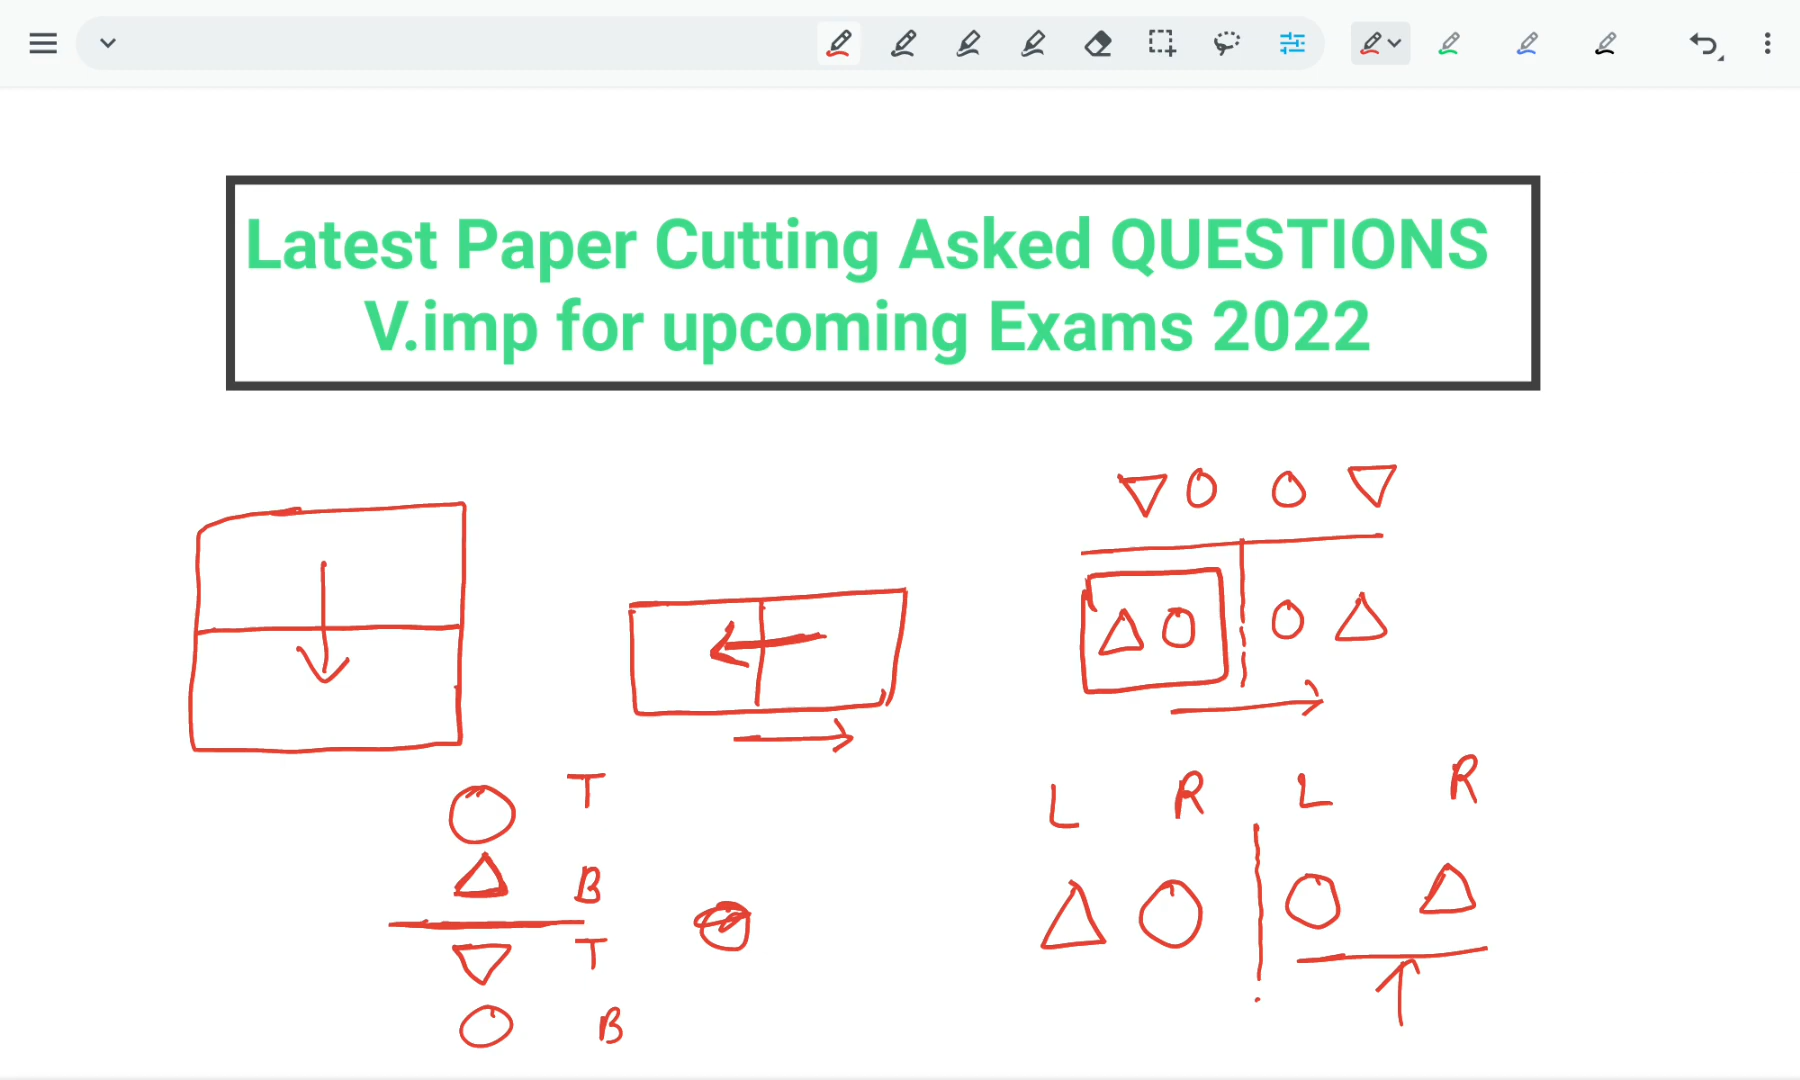 Latest Paper Cutting Asked QUESTIONS
V.imp for upcoming Exams 2022
T
B
T
B
L R L R